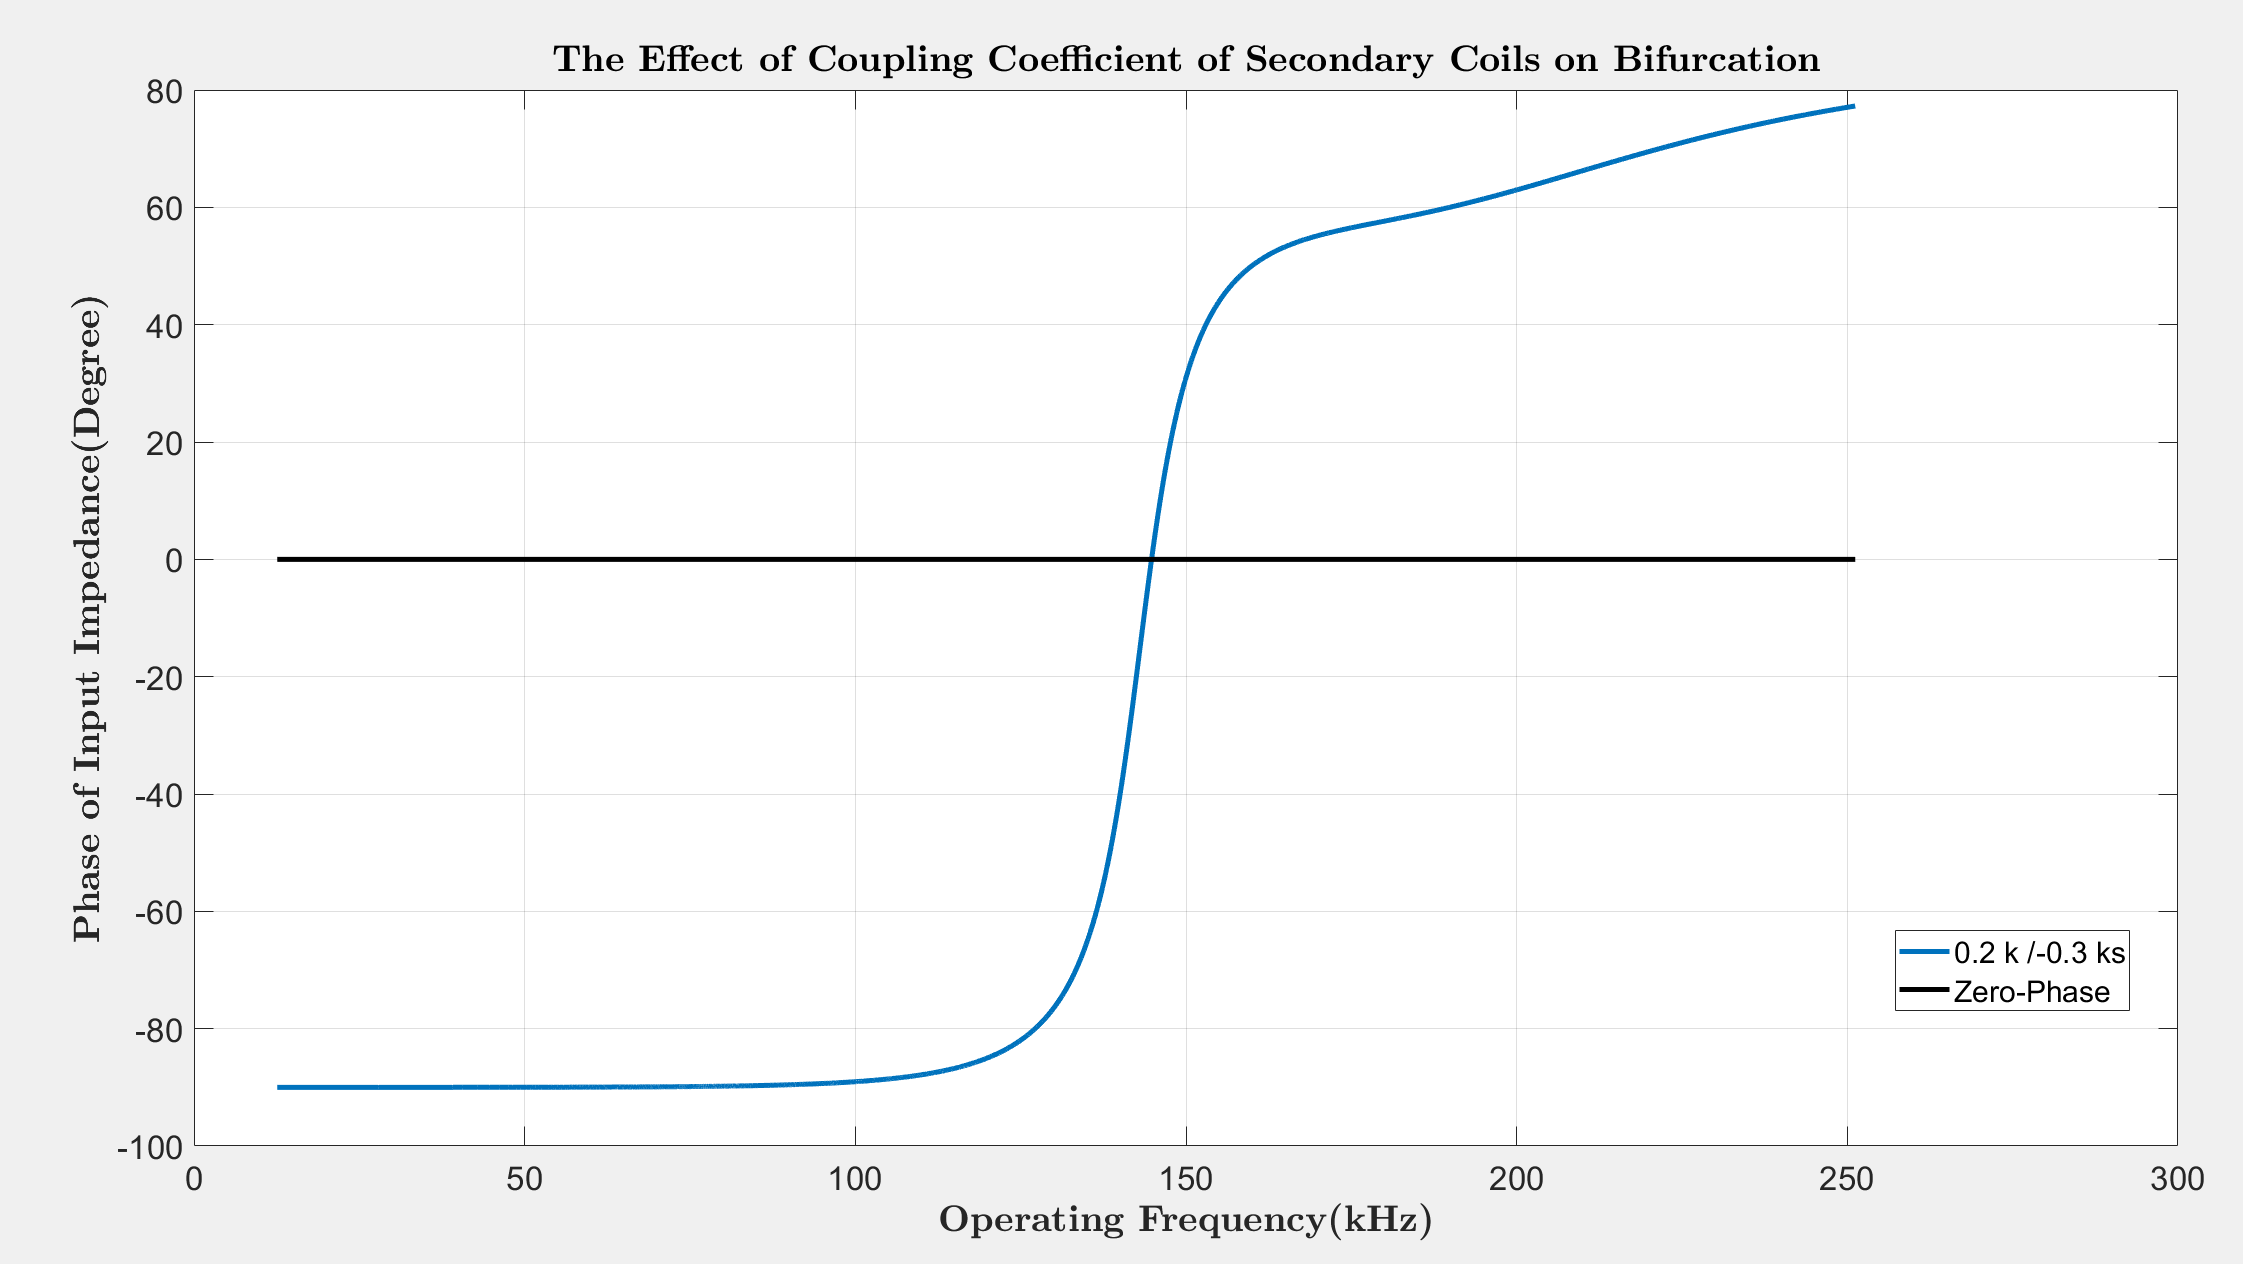 The Effect of Coupling Coefficient of Secondary Coils on Bifurcation
80
60
40
20
0
-20
-40
-60
-80
-100
Phase of Input Impedance(Degree)
0.2 k /-0.3 ks
Zero-Phase
0 50 100 150 200 250 300
Operating Frequency(kHz)